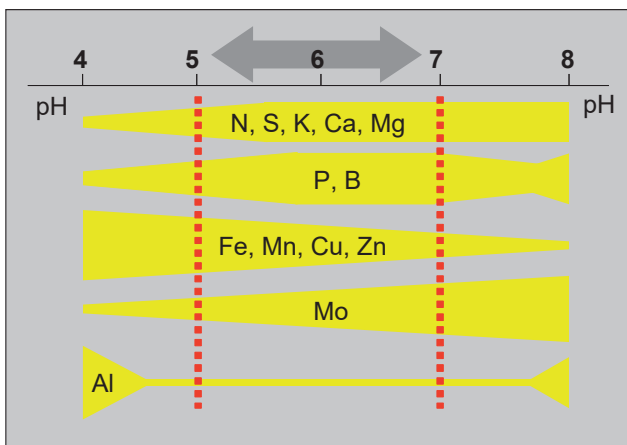 4 5 6 7 8
pH pH
N, S, K, Ca, Mg
P, B
Fe, Mn, Cu, Zn
Mo
Al